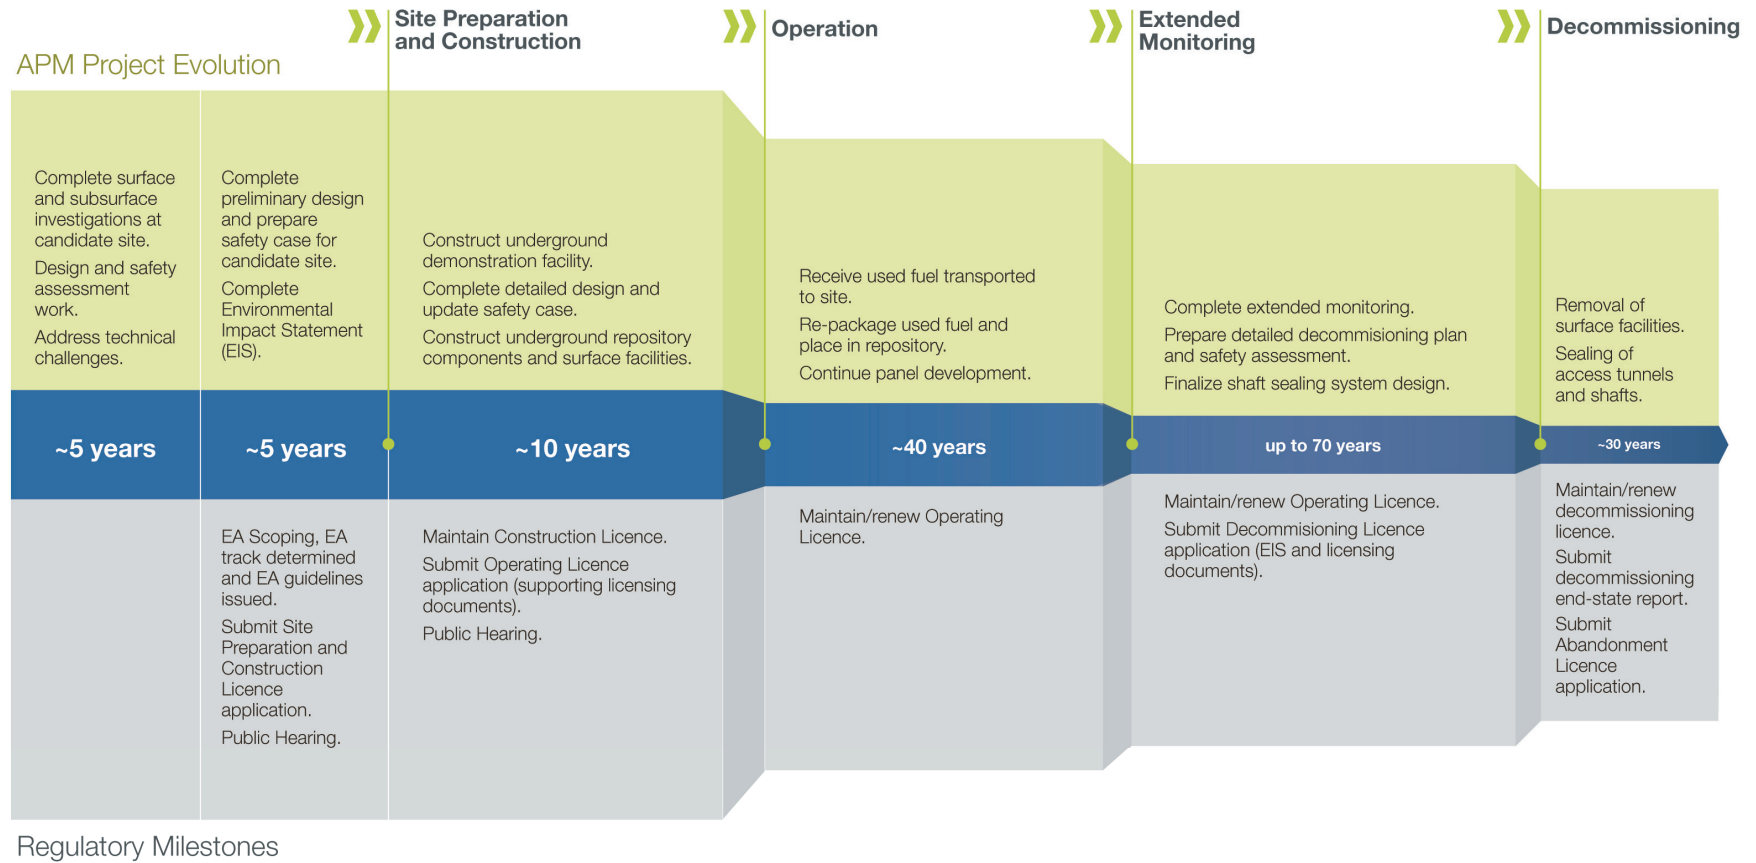 APM Project Evolution
Site Preparation
and Construction
Operation
Extended
Monitoring
Decommissioning
Complete surface
and subsurface
investigations at
candidate site.
Design and safety
assessment
work.
Address technical
challenges.
Complete
preliminary design
and prepare
safety case for
candidate site.
Complete
Environmental
Impact Statement
(EIS).
Construct underground
demonstration facility.
Complete detailed design and
update safety case.
Construct underground repository
components and surface facilities.
Receive used fuel transported
to site.
Re-package used fuel and
place in repository.
Continue panel development.
Complete extended monitoring.
Prepare detailed decommisioning plan
and safety assessment.
Finalize shaft sealing system design.
Removal of
surface facilities.
Sealing of
access tunnels
and shafts.
~5 years
~5 years
~10 years
~40 years
up to 70 years
~30 years
EA Scoping, EA
track determined
and EA guidelines
issued.
Submit Site
Preparation and
Construction
Licence
application.
Public Hearing.
Maintain Construction Licence.
Submit Operating Licence
application (supporting licensing
documents).
Public Hearing.
Maintain/renew Operating
Licence.
Maintain/renew Operating Licence.
Submit Decommisioning Licence
application (EIS and licensing
documents).
Maintain/renew
decommissioning
licence.
Submit
decommissioning
end-state report.
Submit
Abandonment
Licence
application.
Regulatory Milestones